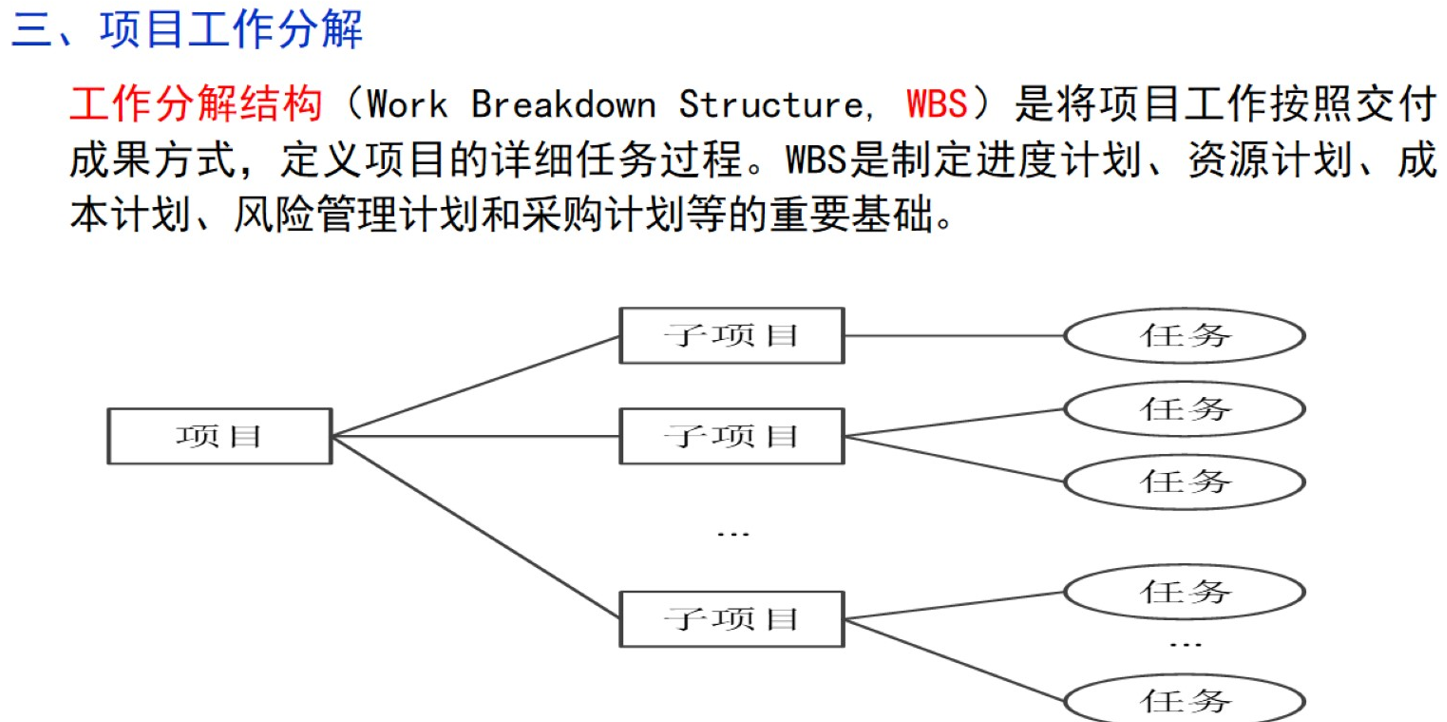 三、项目工作分解
工作分解结构（Work Breakdown Structure, WBS）是将项目工作按照交付
成果方式，定义项目的详细任务过程。WBS是制定进度计划、资源计划、成
本计划、风险管理计划和采购计划等的重要基础。
子项目
任务
项目
子项目
任务
任务
...
子项目
任务
...
任务